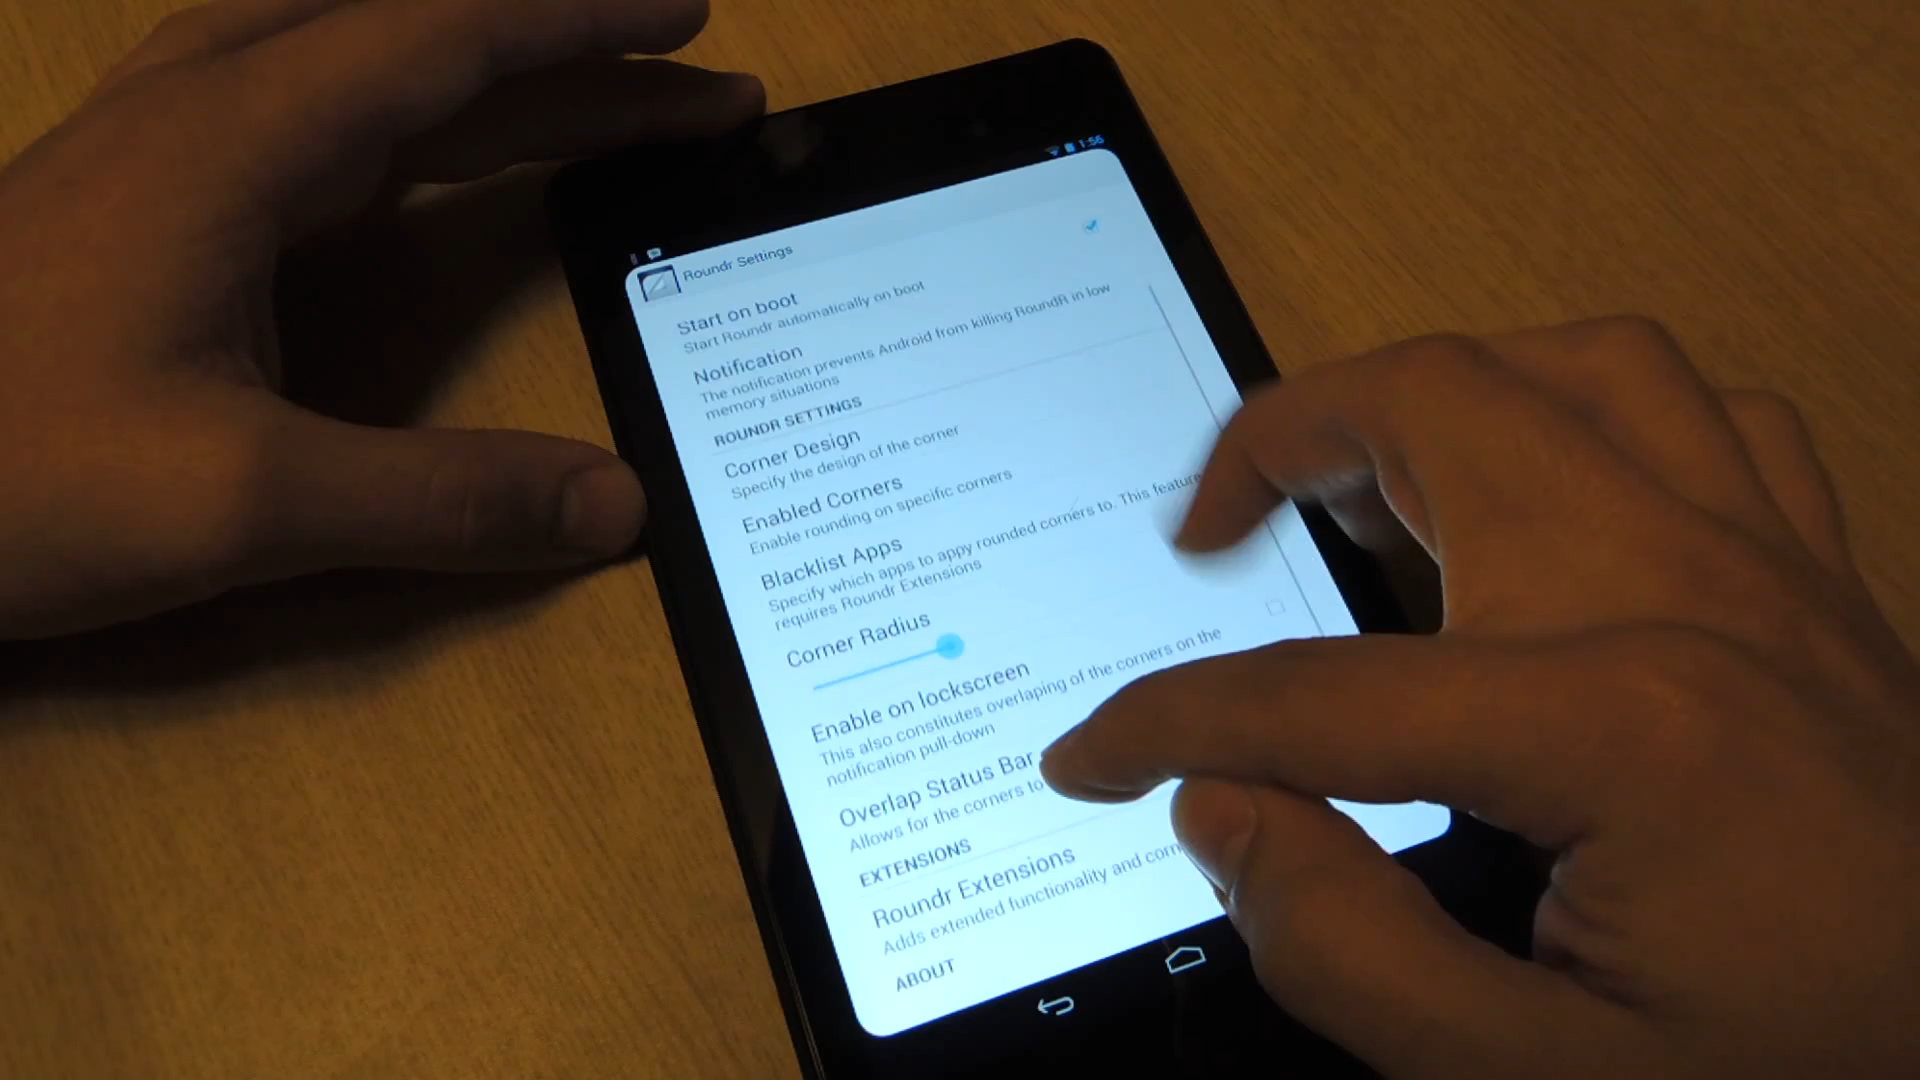 1:56
Roundr Settings
Start on boot
Start Roundr automatically on boot
Notification
The notification prevents Android from killing RoundR in low
memory situations
ROUNDR SETTINGS
Corner Design
Specify the design of the corner
Enabled Corners
Enable rounding on specific corners
Blacklist Apps
Specify which apps to appy rounded corners to. This feature
requires Roundr Extensions
Corner Radius
Enable on lockscreen
This also constitutes overlaping of the corners on the
notification pull-down
Overlap Status Bar
Allows for the corners to
EXTENSIONS
Roundr Extensions
Adds extended functionality and corn
ABOUT